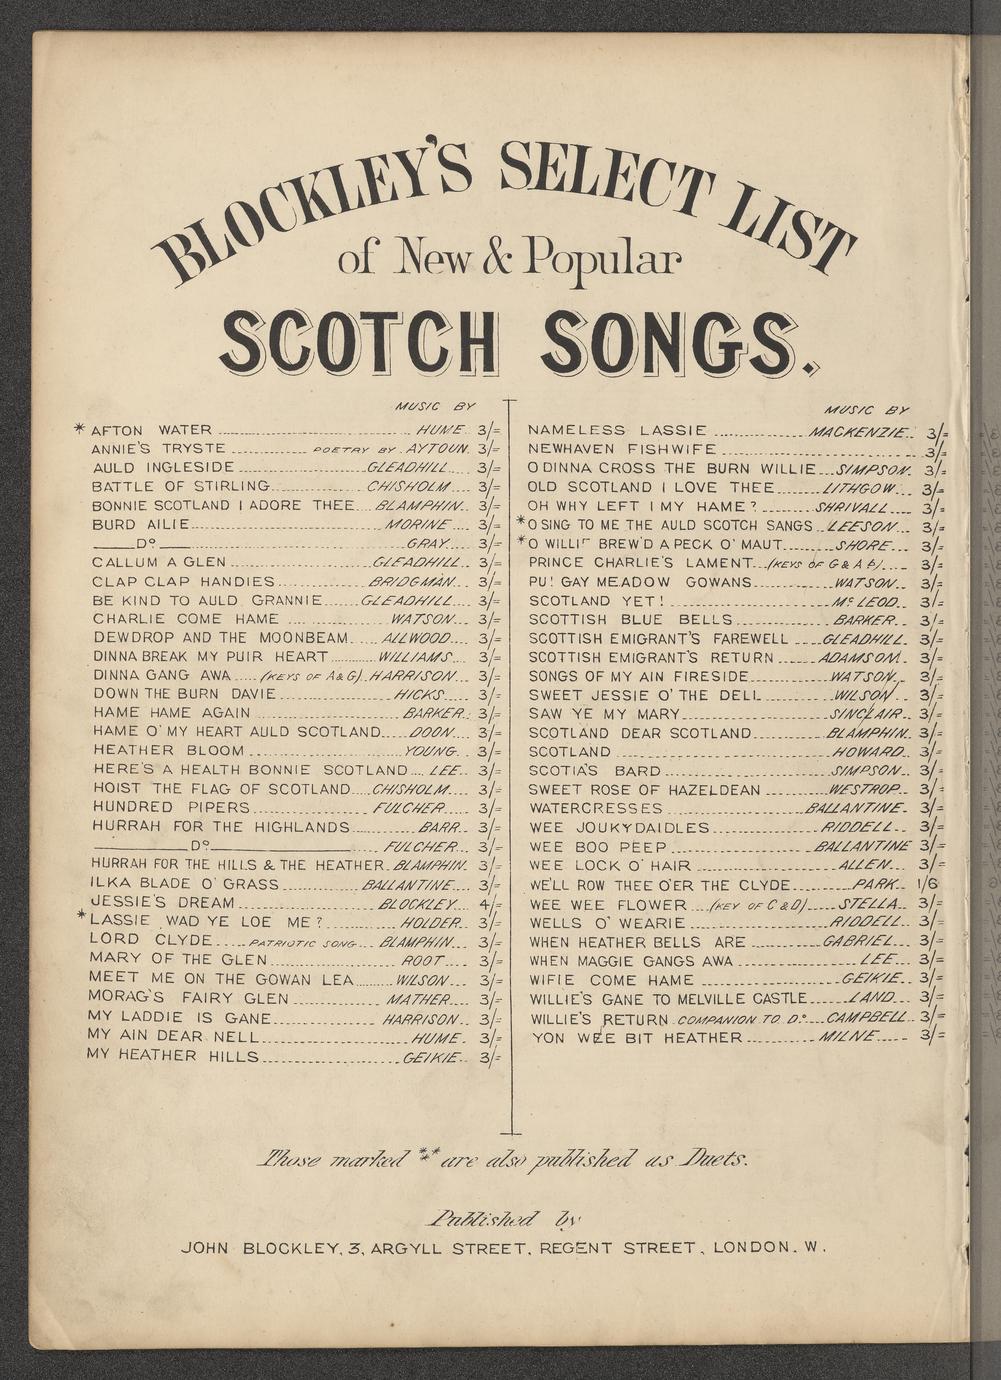 BLOCKLEY'S SELECT LIST
of New & Popular
SCOTCH SONGS.
MUSIC BY
* AFTON WATER HUME 3/=
ANNIE'S TRYSTE POETRY BY AYTOUN. 3/=
AULD INGLESIDE GLEADHILL 3/=
BATTLE OF STIRLING CHISHOLM 3/=
BONNIE SCOTLAND I ADORE THEE BLAMPHIN. 3/=
BURD AILIE MORINE 3/=
Dº GRAY 3/=
CALLUM A GLEN GLEADHILL 3/=
CLAP CLAP HANDIES BRIDGMAN 3/=
BE KIND TO AULD GRANNIE GLEADHILL 3/=
CHARLIE COME HAME WATSON 3/=
DEWDROP AND THE MOONBEAM ALLWOOD 3/=
DINNA BREAK MY PUIR HEART WILLIAMS 3/=
DINNA GANG AWA (KEYS OF A & G) HARRISON 3/=
DOWN THE BURN DAVIE HICKS 3/=
HAME HAME AGAIN BARKER 3/=
HAME O' MY HEART AULD SCOTLAND DOON 3/=
HEATHER BLOOM YOUNG 3/=
HERE'S A HEALTH BONNIE SCOTLAND LEE 3/=
HOIST THE FLAG OF SCOTLAND CHISHOLM 3/=
HUNDRED PIPERS FULCHER 3/=
HURRAH FOR THE HIGHLANDS BARR 3/=
Dº FULCHER 3/=
HURRAH FOR THE HILLS & THE HEATHER BLAMPHIN. 3/=
ILKA BLADE O' GRASS BALLANTINE 3/=
JESSIE'S DREAM BLOCKLEY 4/=
* LASSIE WAD YE LOE ME? HOLDER 3/=
LORD CLYDE PATRIOTIC SONG BLAMPHIN 3/=
MARY OF THE GLEN ROOT 3/=
MEET ME ON THE GOWAN LEA WILSON 3/=
MORAG'S FAIRY GLEN MATHER 3/=
MY LADDIE IS GANE HARRISON 3/=
MY AIN DEAR NELL HUME 3/=
MY HEATHER HILLS GEIKIE 3/=
MUSIC BY
NAMELESS LASSIE MACKENZIE 3/=
NEWHAVEN FISHWIFE 3/=
O DINNA CROSS THE BURN WILLIE SIMPSON. 3/=
OLD SCOTLAND I LOVE THEE LITHGOW 3/=
OH WHY LEFT I MY HAME? SHRIVALL 3/=
* O SING TO ME THE AULD SCOTCH SANGS LEESON 3/=
* O WILLIE BREW'D A PECK O' MAUT SHORE 3/=
PRINCE CHARLIE'S LAMENT (KEYS OF G & A♭) 3/=
PU' GAY MEADOW GOWANS WATSON 3/=
SCOTLAND YET! Mc LEOD 3/=
SCOTTISH BLUE BELLS BARKER 3/=
SCOTTISH EMIGRANT'S FAREWELL GLEADHILL 3/=
SCOTTISH EMIGRANT'S RETURN ADAMSON 3/=
SONGS OF MY AIN FIRESIDE WATSON 3/=
SWEET JESSIE O' THE DELL WILSON 3/=
SAW YE MY MARY SINCLAIR 3/=
SCOTLAND DEAR SCOTLAND BLAMPHIN. 3/=
SCOTLAND HOWARD 3/=
SCOTIA'S BARD SIMPSON 3/=
SWEET ROSE OF HAZELDEAN WESTROP 3/=
WATERCRESSES BALLANTINE 3/=
WEE JOUKYDAIDLES RIDDELL 3/=
WEE BOO PEEP BALLANTINE 3/=
WEE LOCK O' HAIR ALLEN 3/=
WE'LL ROW THEE O'ER THE CLYDE PARK 1/6
WEE WEE FLOWER (KEY OF C & D) STELLA 3/=
WELLS O' WEARIE RIDDELL 3/=
WHEN HEATHER BELLS ARE GABRIEL 3/=
WHEN MAGGIE GANGS AWA LEE 3/=
WIFIE COME HAME GEIKIE 3/=
WILLIE'S GANE TO MELVILLE CASTLE LAND 3/=
WILLIE'S RETURN COMPANION TO Dº CAMPBELL 3/=
YON WEE BIT HEATHER MILNE 3/=
Those marked *** are also published as Duets.
Published by
JOHN BLOCKLEY, 3, ARGYLL STREET, REGENT STREET, LONDON. W.